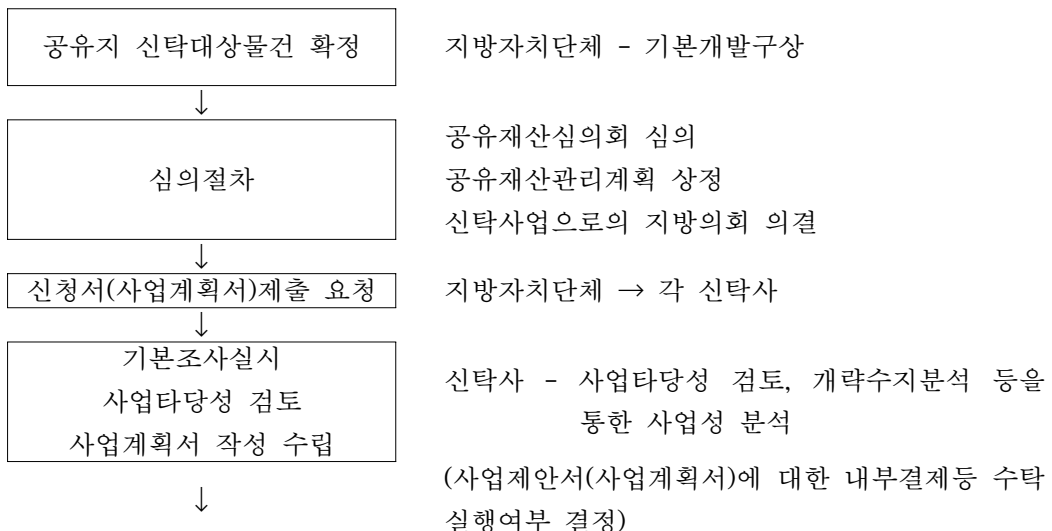 공유지 신탁대상물건 확정
지방자치단체 - 기본개발구상
↓
심의절차
공유재산심의회 심의
공유재산관리계획 상정
신탁사업으로의 지방의회 의결
↓
신청서(사업계획서)제출 요청
지방자치단체 → 각 신탁사
↓
기본조사실시
사업타당성 검토
사업계획서 작성 수립
신탁사 - 사업타당성 검토, 개략수지분석 등을
통한 사업성 분석
↓
(사업제안서(사업계획서)에 대한 내부결제등 수탁
실행여부 결정)